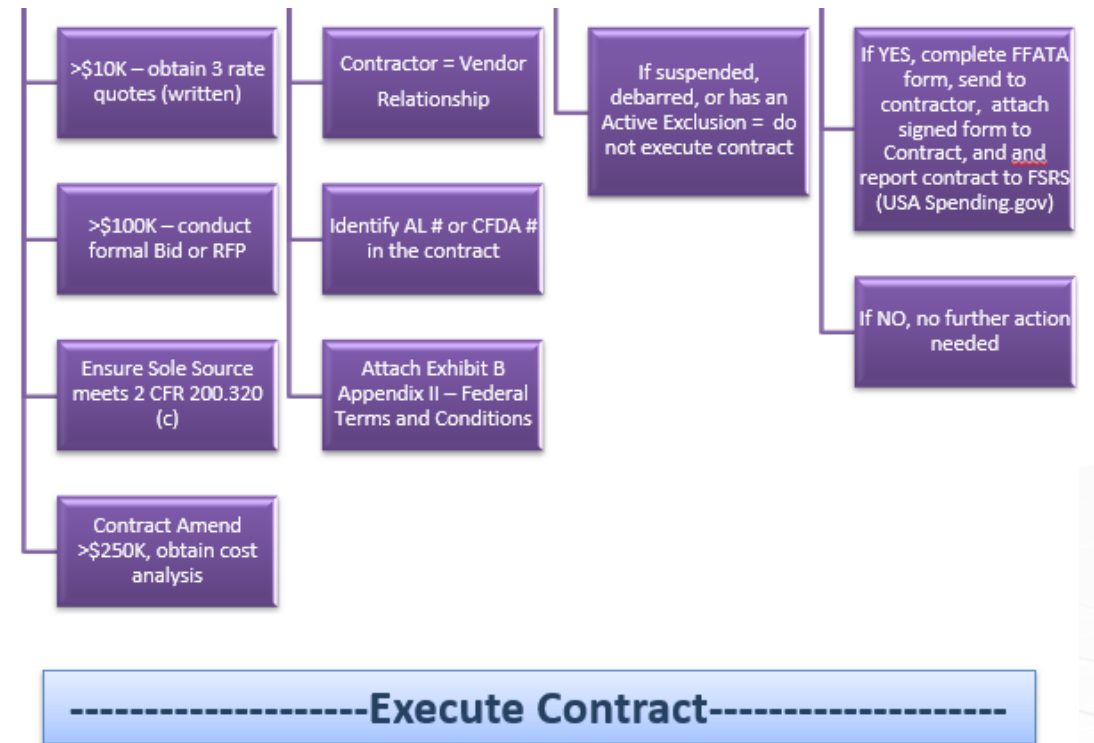 >$10K – obtain 3 rate
quotes (written)
>$100K – conduct
formal Bid or RFP
Ensure Sole Source
meets 2 CFR 200.320
(c)
Contract Amend
>$250K, obtain cost
analysis
Contractor = Vendor
Relationship
Identify AL # or CFDA #
in the contract
Attach Exhibit B
Appendix II – Federal
Terms and Conditions
If suspended,
debarred, or has an
Active Exclusion = do
not execute contract
If YES, complete FFATA
form, send to
contractor, attach
signed form to
Contract, and and
report contract to FSRS
(USA Spending.gov)
If NO, no further action
needed
--------------------Execute Contract--------------------